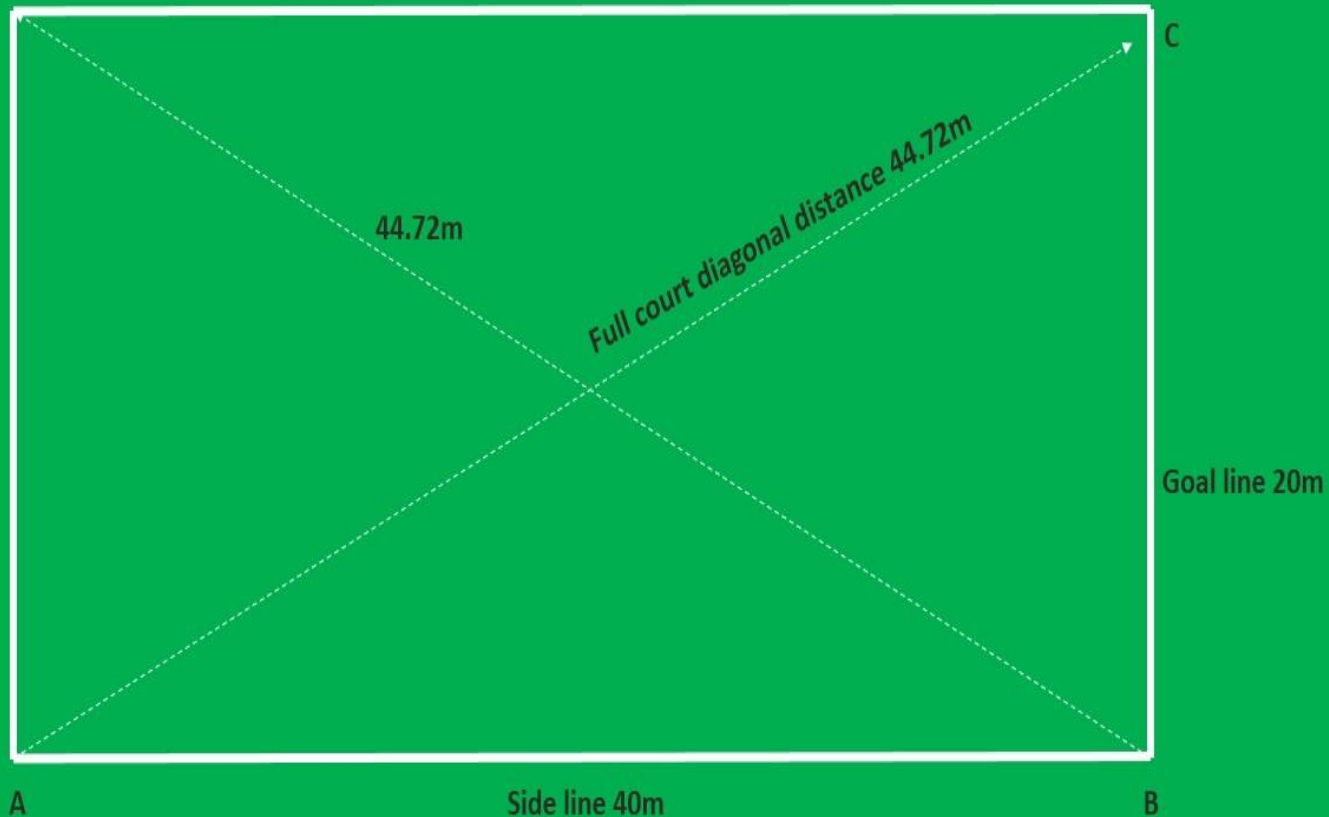 C
Full court diagonal distance 44.72m
44.72m
Goal line 20m
A
Side line 40m
B